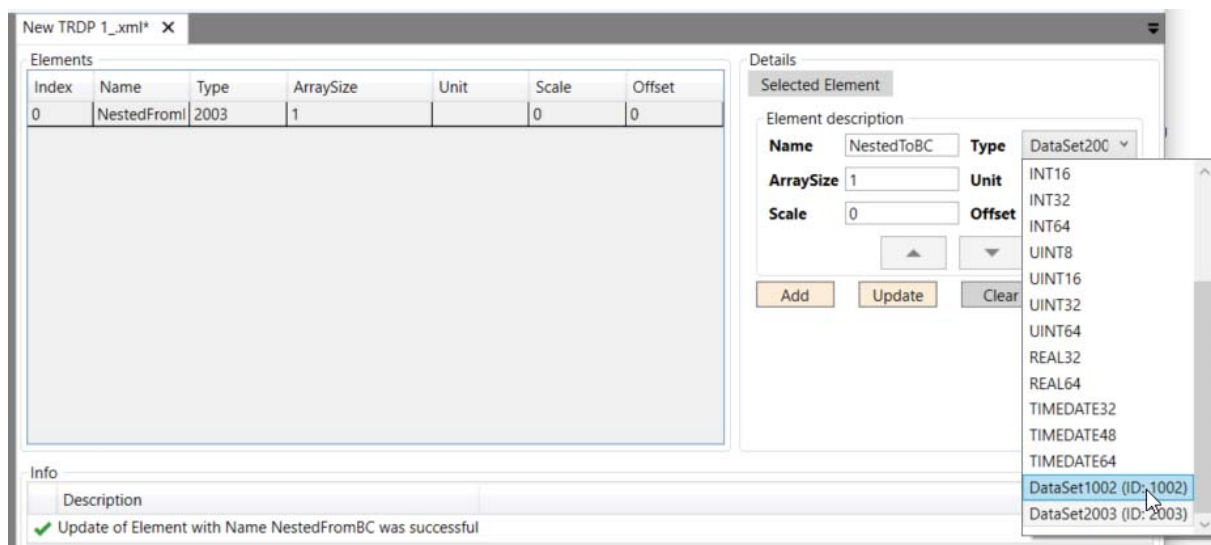 New TRDP 1_.xml*
Elements
Index Name Type ArraySize Unit Scale Offset
0 NestedFroml 2003 1 0 0
Details
Selected Element
Element description
Name NestedToBC Type DataSet200
ArraySize 1 Unit
Scale 0 Offset
Add Update Clear
INT16
INT32
INT64
UINT8
UINT16
UINT32
UINT64
REAL32
REAL64
TIMEDATE32
TIMEDATE48
TIMEDATE64
DataSet1002 (ID: 1002)
DataSet2003 (ID: 2003)
Info
Description
Update of Element with Name NestedFromBC was successful